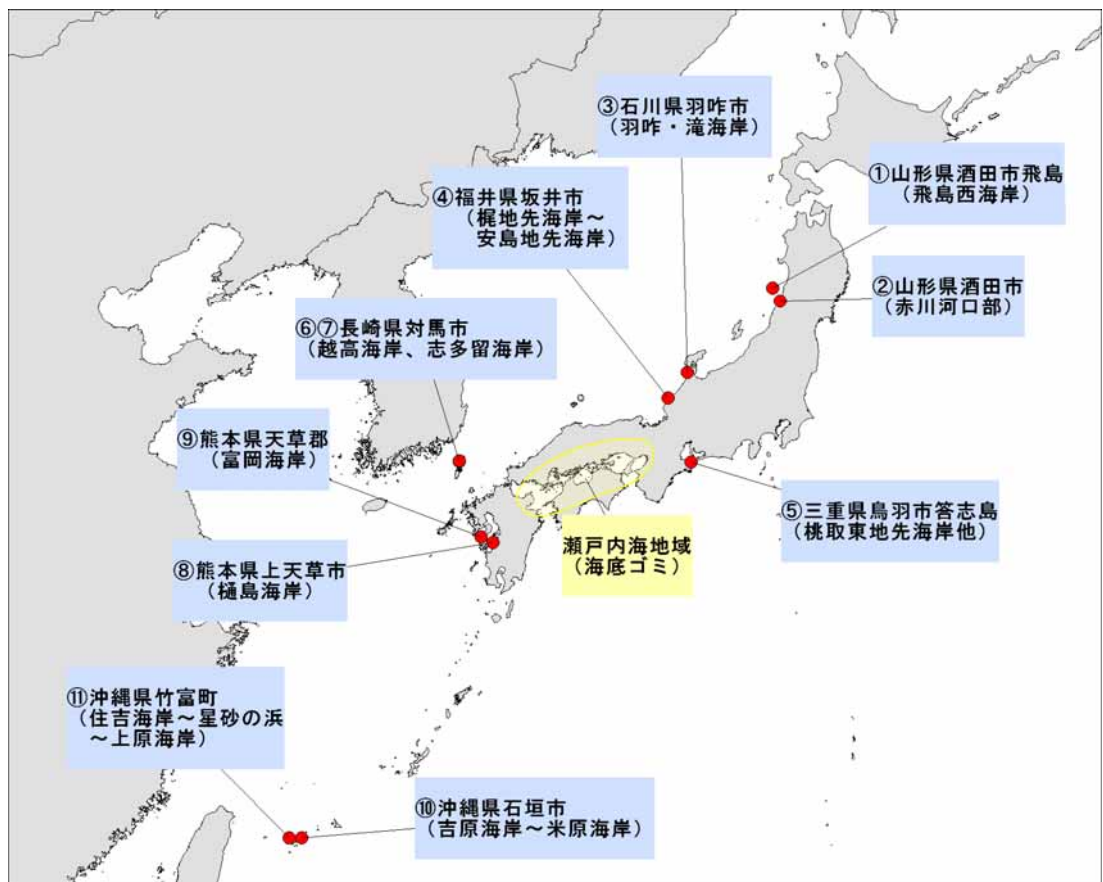 ③石川県羽咋市
（羽咋・滝海岸）
①山形県酒田市飛島
（飛島西海岸）
④福井県坂井市
（梶地先海岸～
安島地先海岸）
②山形県酒田市
（赤川河口部）
⑥⑦長崎県対馬市
（越高海岸、志多留海岸）
⑨熊本県天草郡
（富岡海岸）
⑤三重県鳥羽市答志島
（桃取東地先海岸他）
瀬戸内海地域
（海底ゴミ）
⑧熊本県上天草市
（樋島海岸）
⑪沖縄県竹富町
（住吉海岸～星砂の浜
～上原海岸）
⑩沖縄県石垣市
（吉原海岸～米原海岸）